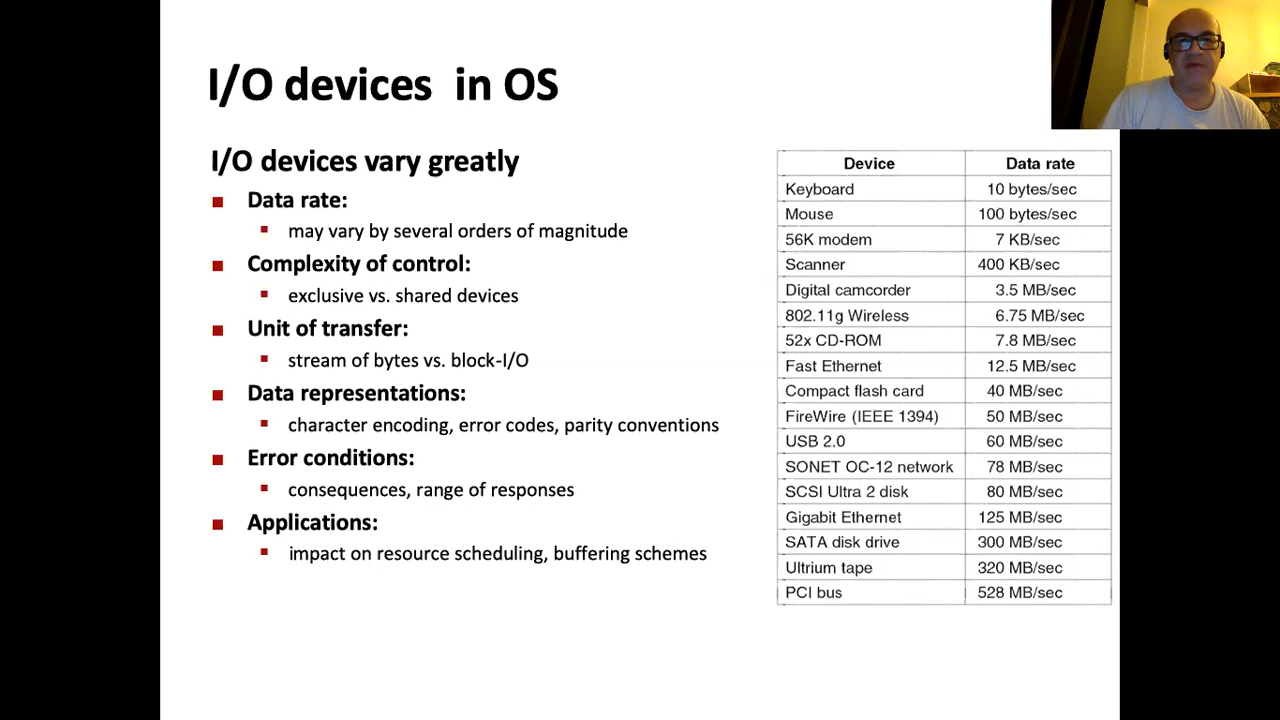 I/O devices in OS
I/O devices vary greatly
Data rate:
may vary by several orders of magnitude
Complexity of control:
exclusive vs. shared devices
Unit of transfer:
stream of bytes vs. block-I/O
Data representations:
character encoding, error codes, parity conventions
Error conditions:
consequences, range of responses
Applications:
impact on resource scheduling, buffering schemes
Device Data rate
Keyboard 10 bytes/sec
Mouse 100 bytes/sec
56K modem 7 KB/sec
Scanner 400 KB/sec
Digital camcorder 3.5 MB/sec
802.11g Wireless 6.75 MB/sec
52x CD-ROM 7.8 MB/sec
Fast Ethernet 12.5 MB/sec
Compact flash card 40 MB/sec
FireWire (IEEE 1394) 50 MB/sec
USB 2.0 60 MB/sec
SONET OC-12 network 78 MB/sec
SCSI Ultra 2 disk 80 MB/sec
Gigabit Ethernet 125 MB/sec
SATA disk drive 300 MB/sec
Ultrium tape 320 MB/sec
PCI bus 528 MB/sec